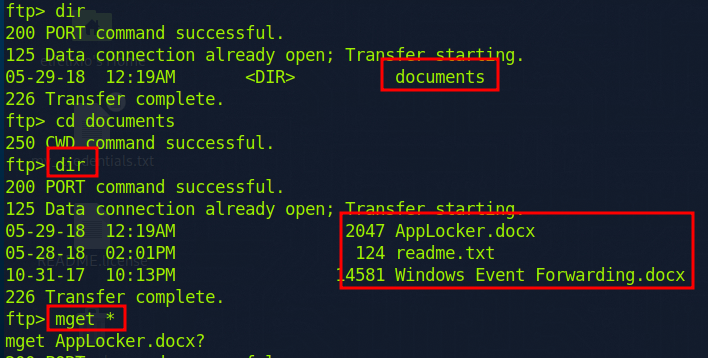 ftp> dir
200 PORT command successful.
125 Data connection already open; Transfer starting.
05-29-18  12:19AM       <DIR>          documents
226 Transfer complete.
ftp> cd documents
250 CWD command successful.
ftp> dir
200 PORT command successful.
125 Data connection already open; Transfer starting.
05-29-18  12:19AM                 2047 AppLocker.docx
05-28-18  02:01PM                  124 readme.txt
10-31-17  10:13PM                14581 Windows Event Forwarding.docx
226 Transfer complete.
ftp> mget *
mget AppLocker.docx?
200 PORT command successful.